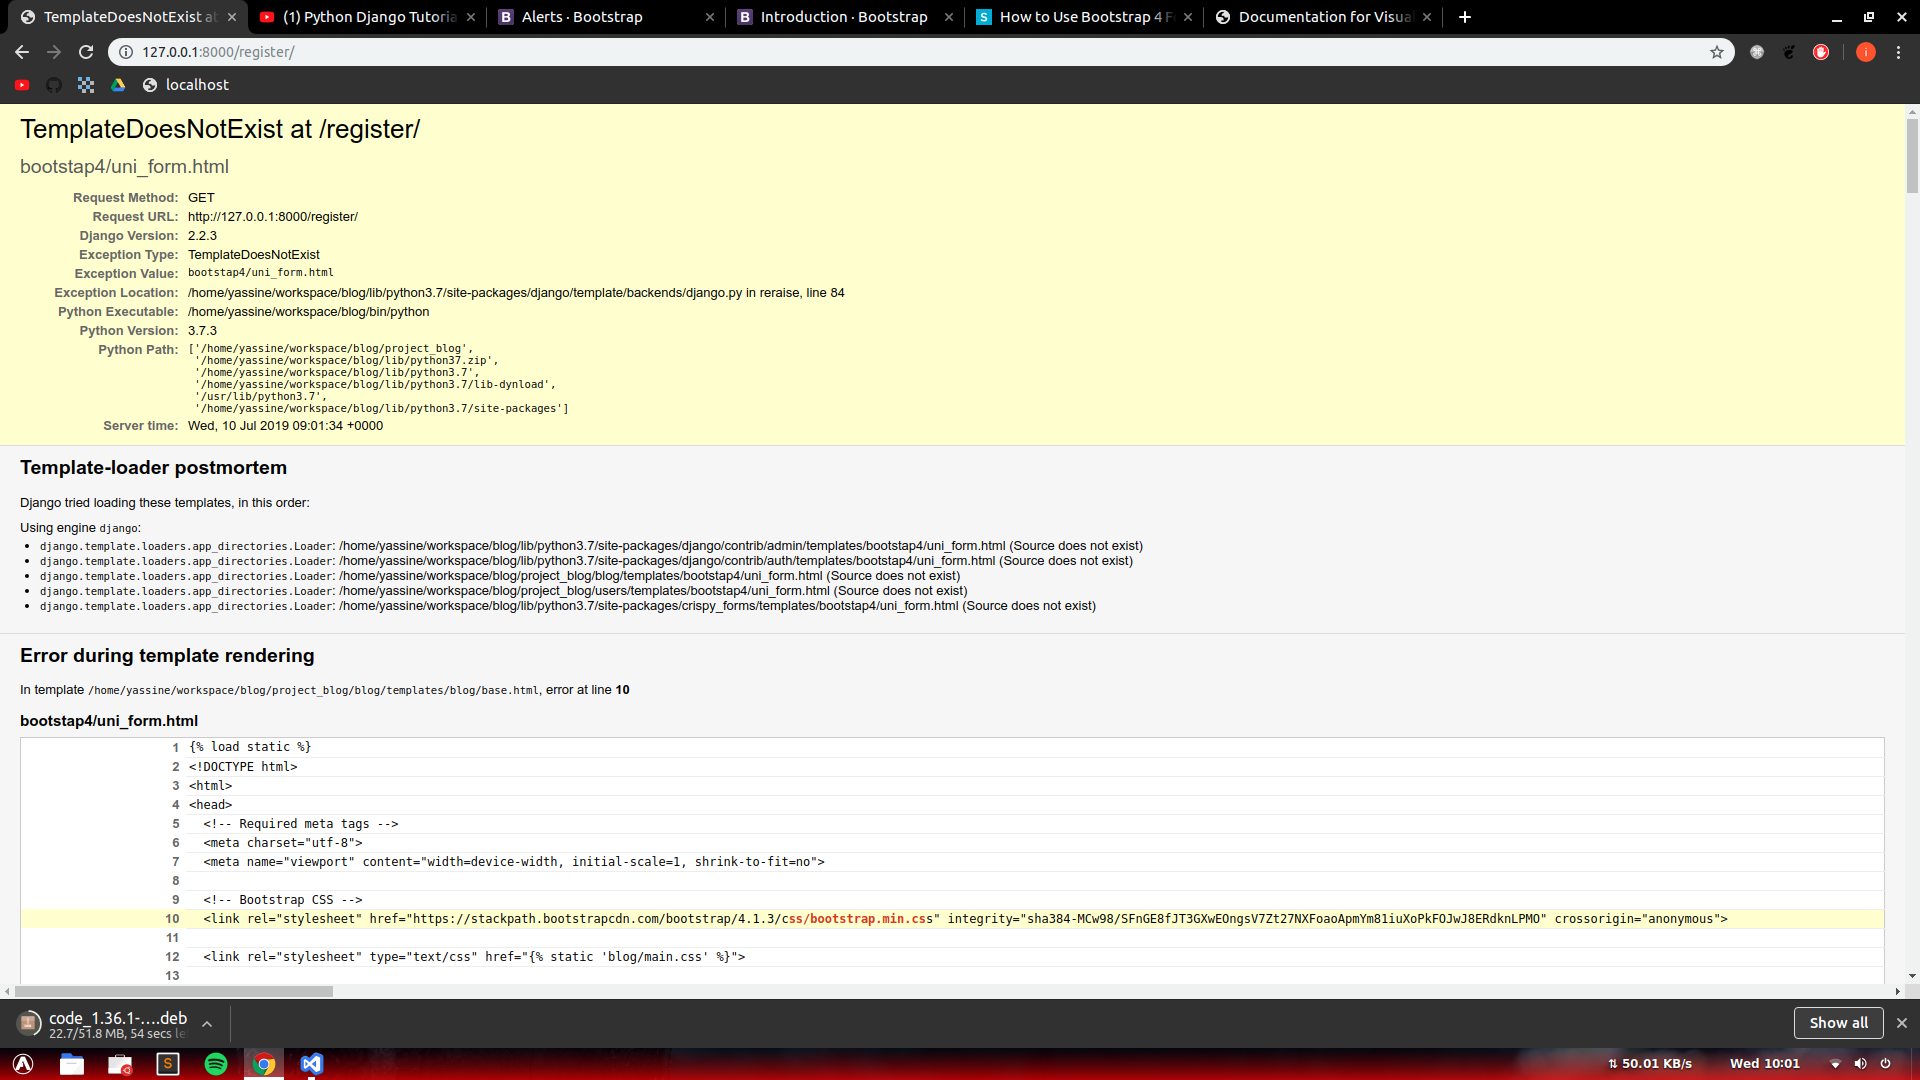 TemplateDoesNotExist at
(1) Python Django Tutoria
Alerts · Bootstrap
Introduction · Bootstrap
How to Use Bootstrap 4 F
Documentation for Visua
127.0.0.1:8000/register/
localhost
TemplateDoesNotExist at /register/
bootstap4/uni_form.html
Request Method: GET
Request URL: http://127.0.0.1:8000/register/
Django Version: 2.2.3
Exception Type: TemplateDoesNotExist
Exception Value: bootstap4/uni_form.html
Exception Location: /home/yassine/workspace/blog/lib/python3.7/site-packages/django/template/backends/django.py in reraise, line 84
Python Executable: /home/yassine/workspace/blog/bin/python
Python Version: 3.7.3
Python Path: ['/home/yassine/workspace/blog/project_blog',
'/home/yassine/workspace/blog/lib/python37.zip',
'/home/yassine/workspace/blog/lib/python3.7',
'/home/yassine/workspace/blog/lib/python3.7/lib-dynload',
'/usr/lib/python3.7',
'/home/yassine/workspace/blog/lib/python3.7/site-packages']
Server time: Wed, 10 Jul 2019 09:01:34 +0000
Template-loader postmortem
Django tried loading these templates, in this order:
Using engine django:
• django.template.loaders.app_directories.Loader: /home/yassine/workspace/blog/lib/python3.7/site-packages/django/contrib/admin/templates/bootstap4/uni_form.html (Source does not exist)
• django.template.loaders.app_directories.Loader: /home/yassine/workspace/blog/lib/python3.7/site-packages/django/contrib/auth/templates/bootstap4/uni_form.html (Source does not exist)
• django.template.loaders.app_directories.Loader: /home/yassine/workspace/blog/project_blog/blog/templates/bootstap4/uni_form.html (Source does not exist)
• django.template.loaders.app_directories.Loader: /home/yassine/workspace/blog/project_blog/users/templates/bootstap4/uni_form.html (Source does not exist)
• django.template.loaders.app_directories.Loader: /home/yassine/workspace/blog/lib/python3.7/site-packages/crispy_forms/templates/bootstap4/uni_form.html (Source does not exist)
Error during template rendering
In template /home/yassine/workspace/blog/project_blog/blog/templates/blog/base.html, error at line 10
bootstap4/uni_form.html
1 {% load static %}
2 <!DOCTYPE html>
3 <html>
4 <head>
5 <!-- Required meta tags -->
6 <meta charset="utf-8">
7 <meta name="viewport" content="width=device-width, initial-scale=1, shrink-to-fit=no">
8
9 <!-- Bootstrap CSS -->
10 <link rel="stylesheet" href="https://stackpath.bootstrapcdn.com/bootstrap/4.1.3/css/bootstrap.min.css" integrity="sha384-MCw98/SFnGE8fJT3GXwEOngsV7Zt27NXFoaoApmYm81iuXoPkFOJwJ8ERdknLPMO" crossorigin="anonymous">
11
12 <link rel="stylesheet" type="text/css" href="{% static 'blog/main.css' %}">
13
code_1.36.1-....deb
22.7/51.8 MB, 54 secs le
Show all
50.01 KB/s
Wed 10:01